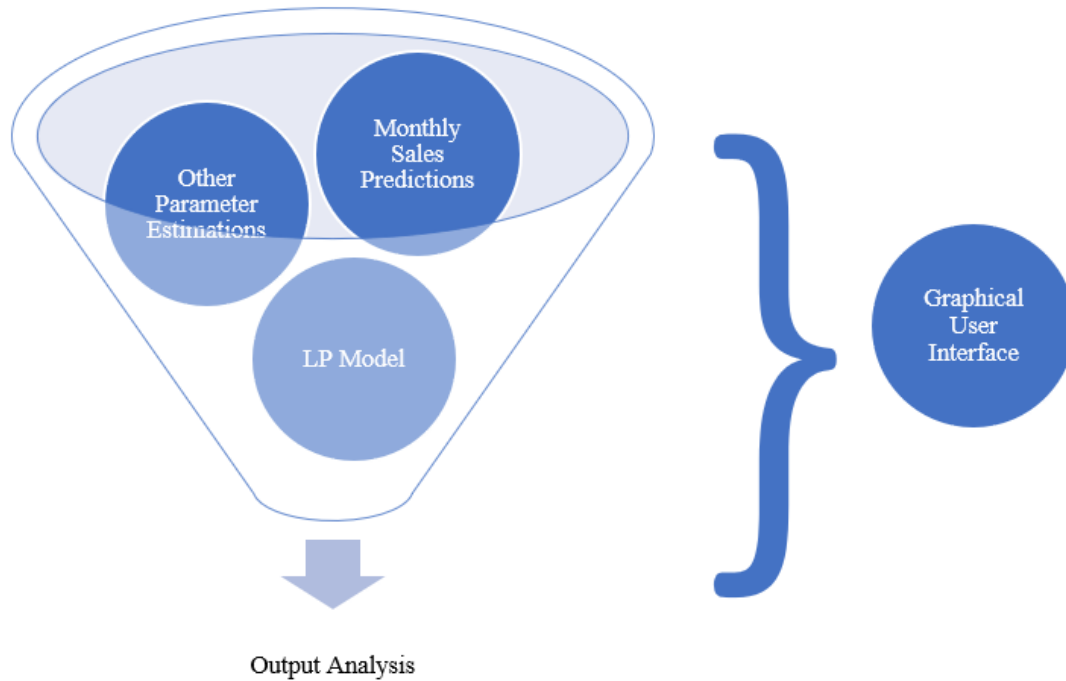 Monthly
Sales
Predictions
Other
Parameter
Estimations
LP Model
Graphical
User
Interface
Output Analysis